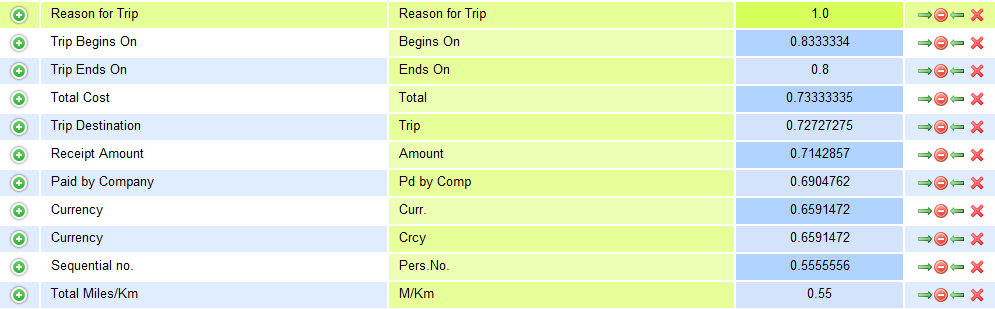 Reason for Trip Reason for Trip 1.0
Trip Begins On Begins On 0.8333334
Trip Ends On Ends On 0.8
Total Cost Total 0.73333335
Trip Destination Trip 0.72727275
Receipt Amount Amount 0.7142857
Paid by Company Pd by Comp 0.6904762
Currency Curr. 0.6591472
Currency Crcy 0.6591472
Sequential no. Pers.No. 0.5555556
Total Miles/Km M/Km 0.55